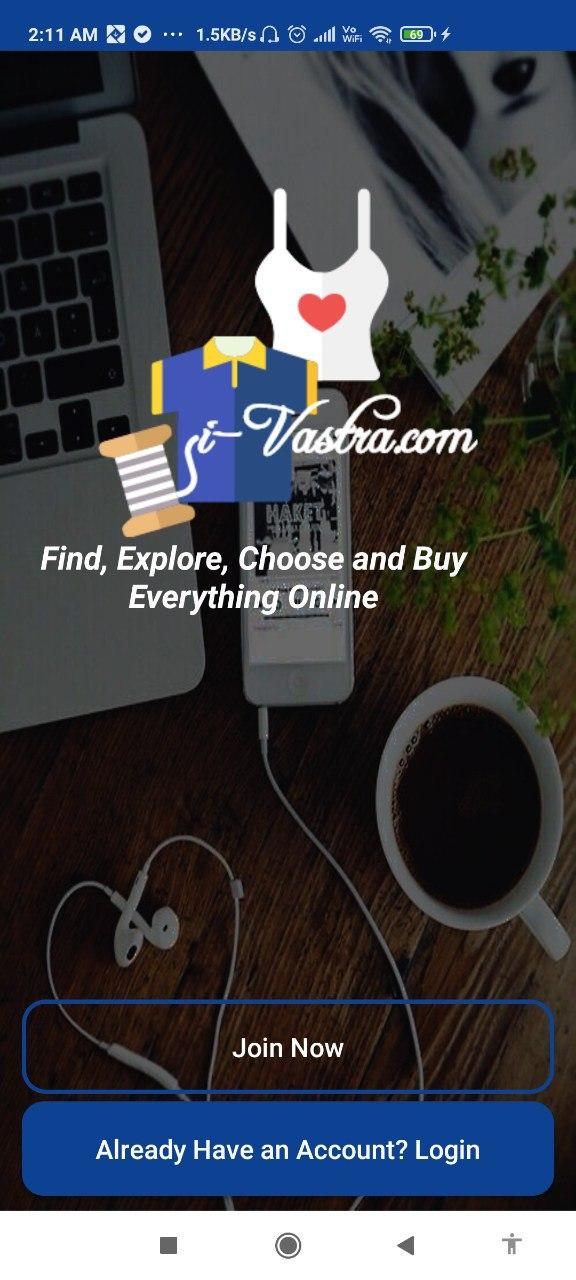 2:11 AM ... 1.5KB/s Vo WiFi 69
i-Vastra.com
MAKET
Find, Explore, Choose and Buy
Everything Online
Join Now
Already Have an Account? Login